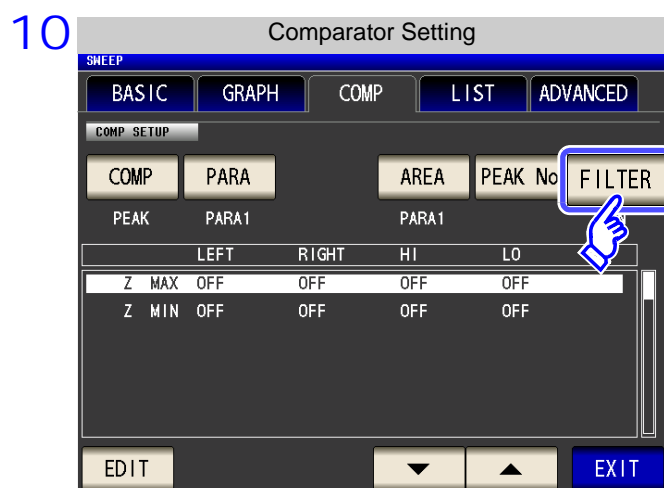 10
Comparator Setting
SWEEP
BASIC GRAPH COMP LIST ADVANCED
COMP SETUP
COMP PARA AREA PEAK No FILTER
PEAK PARA1 PARA1
LEFT RIGHT HI LO
Z MAX OFF OFF OFF OFF
Z MIN OFF OFF OFF OFF
EDIT EXIT